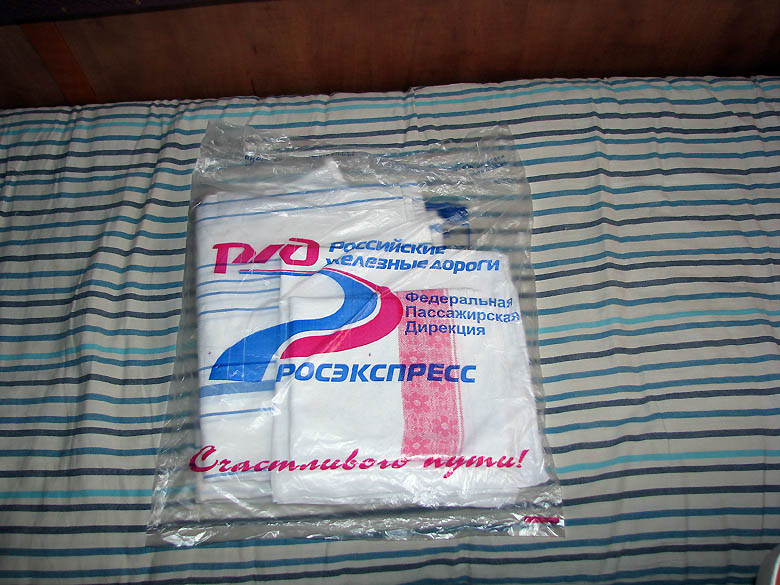 РЖД Российские
железные дороги
Федеральная
Пассажирская
Дирекция
РОСЭКСПРЕСС
Счастливого пути!